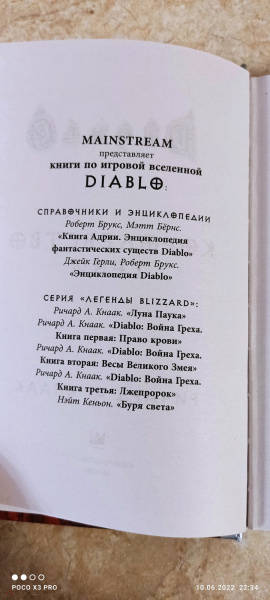 MAINSTREAM
представляет
книги по игровой вселенной
DIABLO:
СПРАВОЧНИКИ И ЭНЦИКЛОПЕДИИ
Роберт Брукс, Мэтт Бёрнс.
«Книга Адрии. Энциклопедия
фантастических существ Diablo»
Джейк Герли, Роберт Брукс.
«Энциклопедия Diablo»
СЕРИЯ «ЛЕГЕНДЫ BLIZZARD»:
Ричард А. Кнаак. «Луна Паука»
Ричард А. Кнаак. «Diablo: Война Греха.
Книга первая: Право крови»
Ричард А. Кнаак. «Diablo: Война Греха.
Книга вторая: Весы Великого Змея»
Ричард А. Кнаак. «Diablo: Война Греха.
Книга третья: Лжепророк»
Нэйт Кеньон. «Буря света»
POCO X3 PRO
10.06.2022 22:34